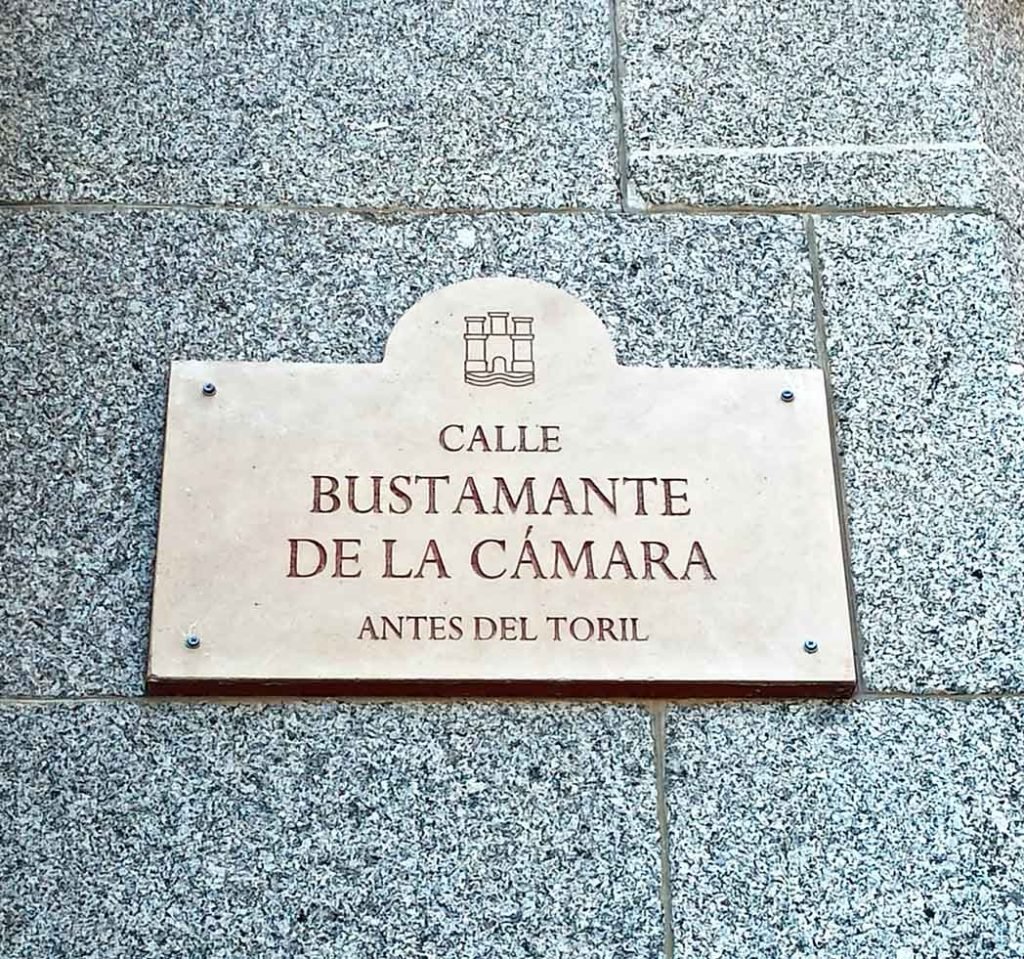 CALLE
BUSTAMANTE
DE LA CÁMARA
ANTES DEL TORIL